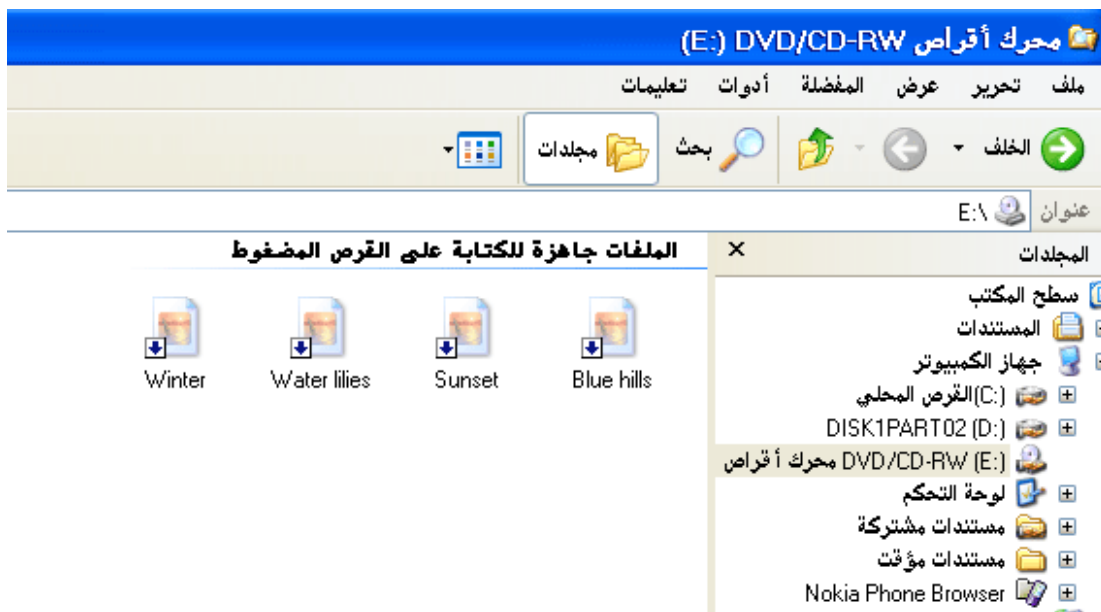 محرك أقراص DVD/CD-RW (E:)
ملف تحرير عرض المفضلة أدوات تعليمات
الخلف بحث مجلدات
عنوان E:\
المجلدات
سطح المكتب
المستندات
جهاز الكمبيوتر
القرص المحلي (C:)
DISK1PART02 (D:)
محرك أقراص DVD/CD-RW (E:)
لوحة التحكم
مستندات مشتركة
مستندات مؤقت
Nokia Phone Browser
الملفات جاهزة للكتابة على القرص المضغوط
Blue hills Sunset Water lilies Winter